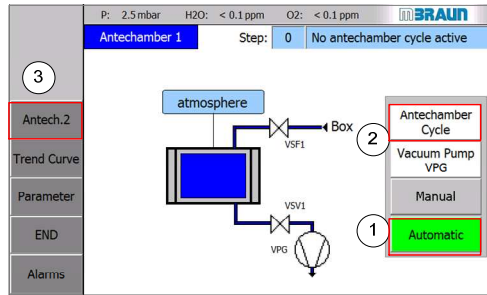 P: 2.5 mbar H2O: < 0.1 ppm O2: < 0.1 ppm MBRAUN
Antechamber 1 Step: 0 No antechamber cycle active
3
Antech.2
Trend Curve
Parameter
END
Alarms
atmosphere
Box
VSF1
VSV1
VPG
2
Antechamber
Cycle
Vacuum Pump
VPG
Manual
1
Automatic